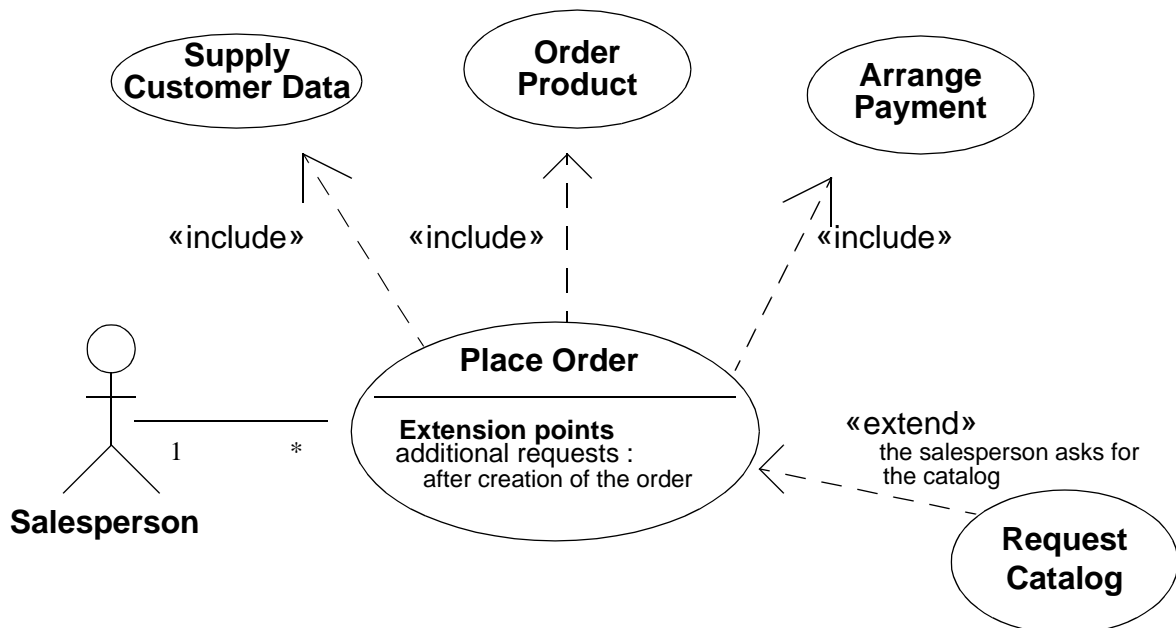 Supply
Customer Data
Order
Product
Arrange
Payment
«include»
«include»
«include»
Place Order
Extension points
additional requests :
after creation of the order
1
*
Salesperson
«extend»
the salesperson asks for
the catalog
Request
Catalog